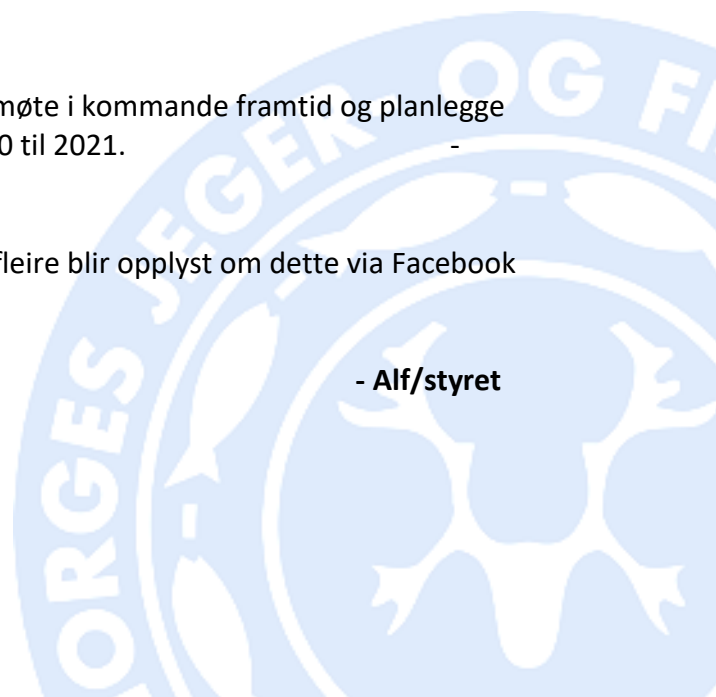 møte i kommande framtid og planlegge
0 til 2021. -
fleire blir opplyst om dette via Facebook
- Alf/styret
ORGES JEGER- OG FI